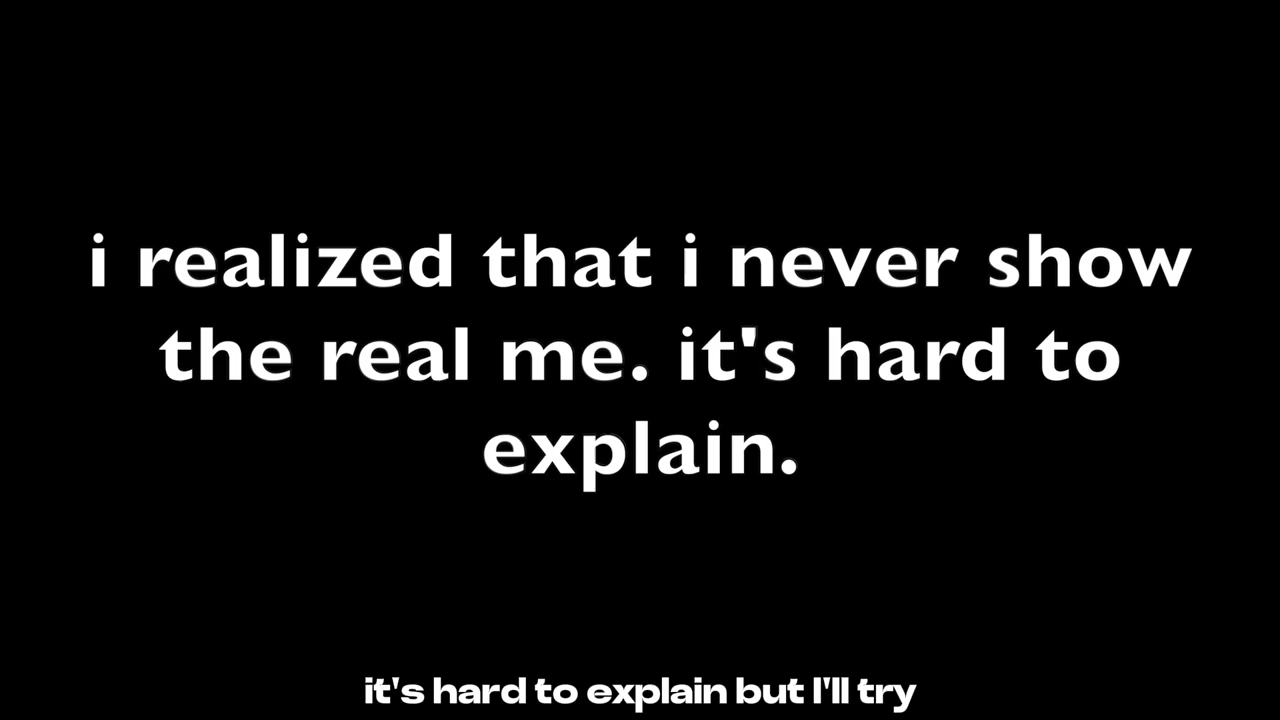 i realized that i never show
the real me. it's hard to
explain.
it's hard to explain but I'll try